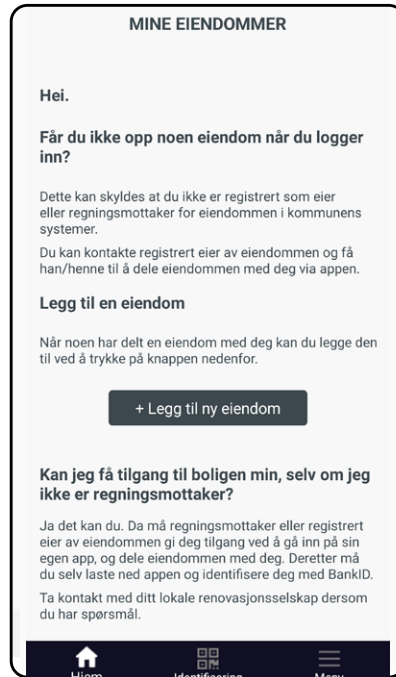 MINE EIENDOMMER
Hei.
Får du ikke opp noen eiendom når du logger
inn?
Dette kan skyldes at du ikke er registrert som eier
eller regningsmottaker for eiendommen i kommunens
systemer.
Du kan kontakte registrert eier av eiendommen og få
han/henne til å dele eiendommen med deg via appen.
Legg til en eiendom
Når noen har delt en eiendom med deg kan du legge den
til ved å trykke på knappen nedenfor.
+ Legg til ny eiendom
Kan jeg få tilgang til boligen min, selv om jeg
ikke er regningsmottaker?
Ja det kan du. Da må regningsmottaker eller registrert
eier av eiendommen gi deg tilgang ved å gå inn på sin
egen app, og dele eiendommen med deg. Deretter må
du selv laste ned appen og identifisere deg med BankID.
Ta kontakt med ditt lokale renovasjonsselskap dersom
du har spørsmål.
Hjem Identifisering Meny